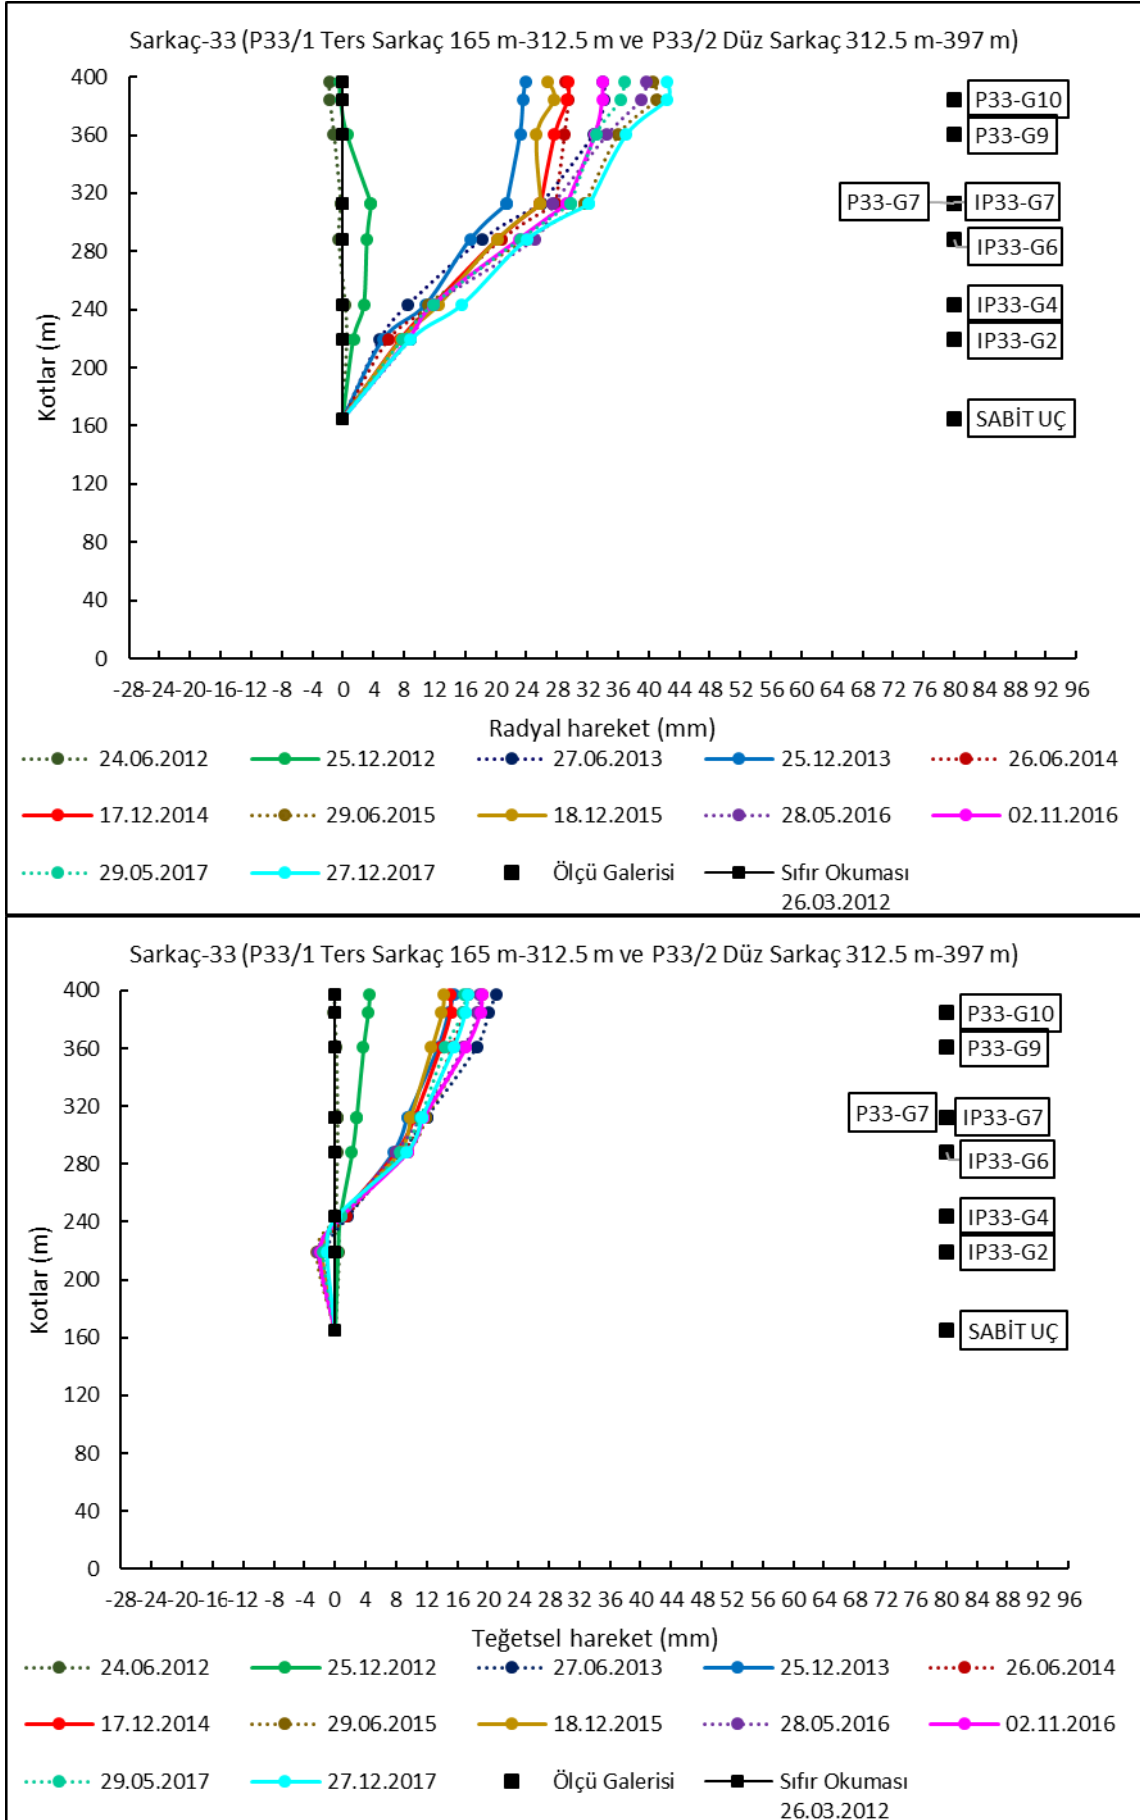 Sarkaç-33 (P33/1 Ters Sarkaç 165 m-312.5 m ve P33/2 Düz Sarkaç 312.5 m-397 m)
400
360
320
280
240
200
160
120
80
40
0
Kotlar (m)
P33-G10
P33-G9
P33-G7
IP33-G7
IP33-G6
IP33-G4
IP33-G2
SABİT UÇ
-28 -24 -20 -16 -12 -8 -4 0 4 8 12 16 20 24 28 32 36 40 44 48 52 56 60 64 68 72 76 80 84 88 92 96
Radyal hareket (mm)
24.06.2012 25.12.2012 27.06.2013 25.12.2013 26.06.2014
17.12.2014 29.06.2015 18.12.2015 28.05.2016 02.11.2016
29.05.2017 27.12.2017 Ölçü Galerisi Sıfır Okuması
26.03.2012
Sarkaç-33 (P33/1 Ters Sarkaç 165 m-312.5 m ve P33/2 Düz Sarkaç 312.5 m-397 m)
400
360
320
280
240
200
160
120
80
40
0
Kotlar (m)
P33-G10
P33-G9
P33-G7
IP33-G7
IP33-G6
IP33-G4
IP33-G2
SABİT UÇ
-28 -24 -20 -16 -12 -8 -4 0 4 8 12 16 20 24 28 32 36 40 44 48 52 56 60 64 68 72 76 80 84 88 92 96
Teğetsel hareket (mm)
24.06.2012 25.12.2012 27.06.2013 25.12.2013 26.06.2014
17.12.2014 29.06.2015 18.12.2015 28.05.2016 02.11.2016
29.05.2017 27.12.2017 Ölçü Galerisi Sıfır Okuması
26.03.2012